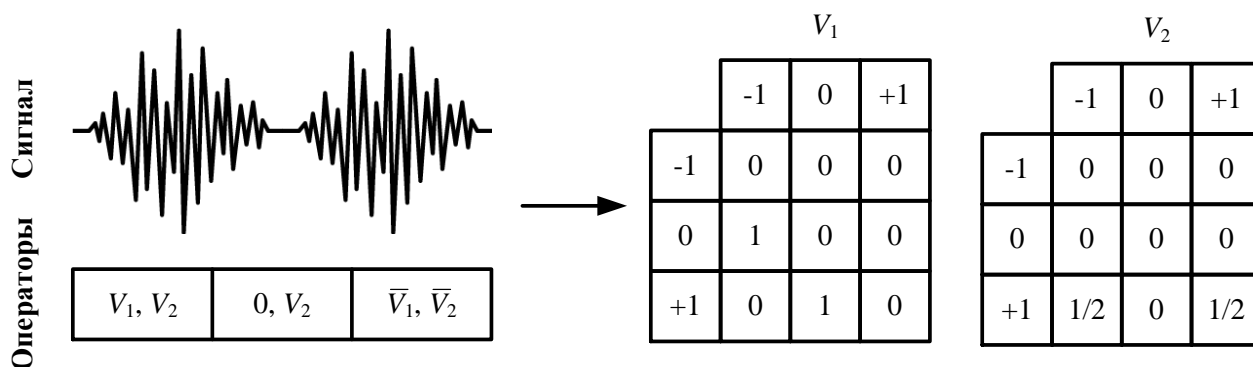 Сигнал
Операторы
V₁, V₂
0, V₂
V̅₁, V̅₂
V₁
-1 0 +1
-1 0 0 0
0 1 0 0
+1 0 1 0
V₂
-1 0 +1
-1 0 0 0
0 0 0 0
+1 1/2 0 1/2